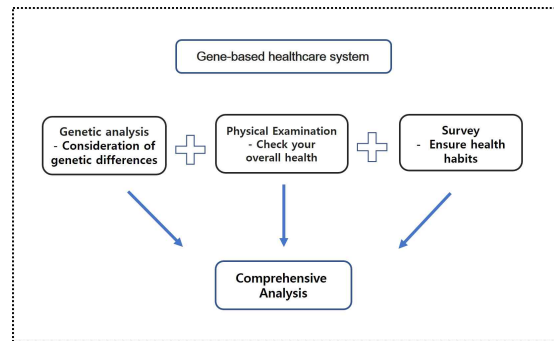 Gene-based healthcare system
Genetic analysis
- Consideration of
genetic differences
Physical Examination
- Check your
overall health
Survey
- Ensure health
habits
Comprehensive
Analysis